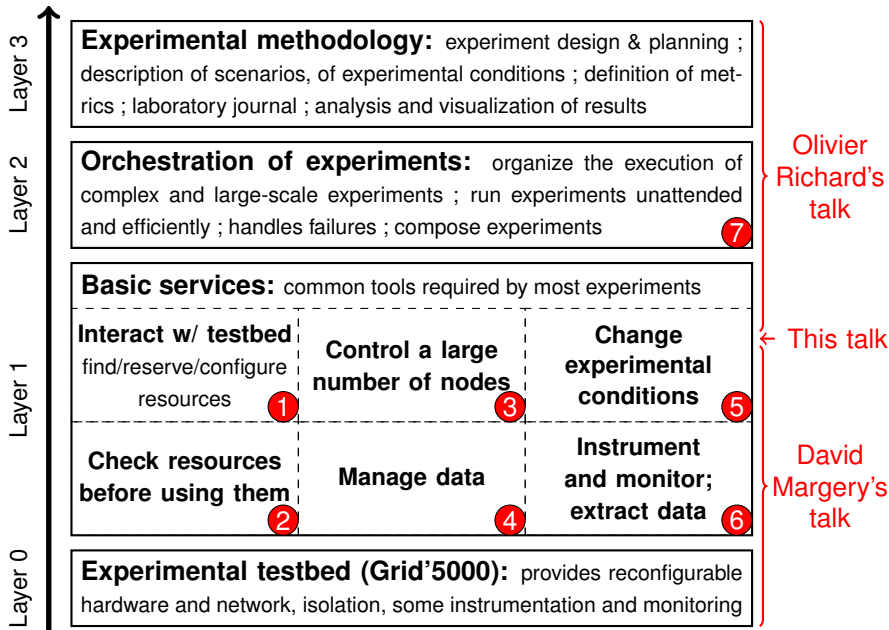 Layer 3
Experimental methodology: experiment design & planning ;
description of scenarios, of experimental conditions ; definition of met-
rics ; laboratory journal ; analysis and visualization of results
Layer 2
Orchestration of experiments: organize the execution of
complex and large-scale experiments ; run experiments unattended
and efficiently ; handles failures ; compose experiments
7
Olivier
Richard's
talk
Layer 1
Basic services: common tools required by most experiments
Interact w/ testbed
find/reserve/configure
resources
1
Control a large
number of nodes
3
Change
experimental
conditions
5
This talk
Check resources
before using them
2
Manage data
4
Instrument
and monitor;
extract data
6
David
Margery's
talk
Layer 0
Experimental testbed (Grid'5000): provides reconfigurable
hardware and network, isolation, some instrumentation and monitoring